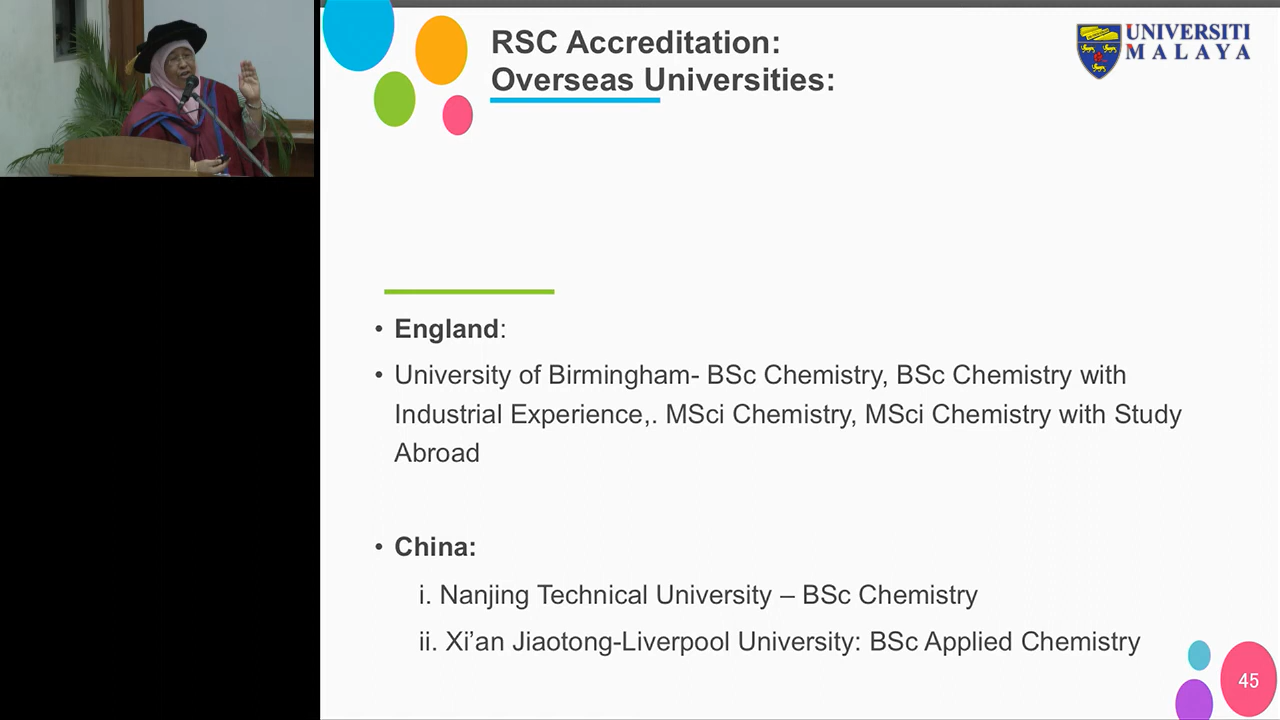 RSC Accreditation:
Overseas Universities:
UNIVERSITI
MALAYA
• England:
• University of Birmingham- BSc Chemistry, BSc Chemistry with
Industrial Experience,. MSci Chemistry, MSci Chemistry with Study
Abroad
• China:
i. Nanjing Technical University – BSc Chemistry
ii. Xi’an Jiaotong-Liverpool University: BSc Applied Chemistry
45